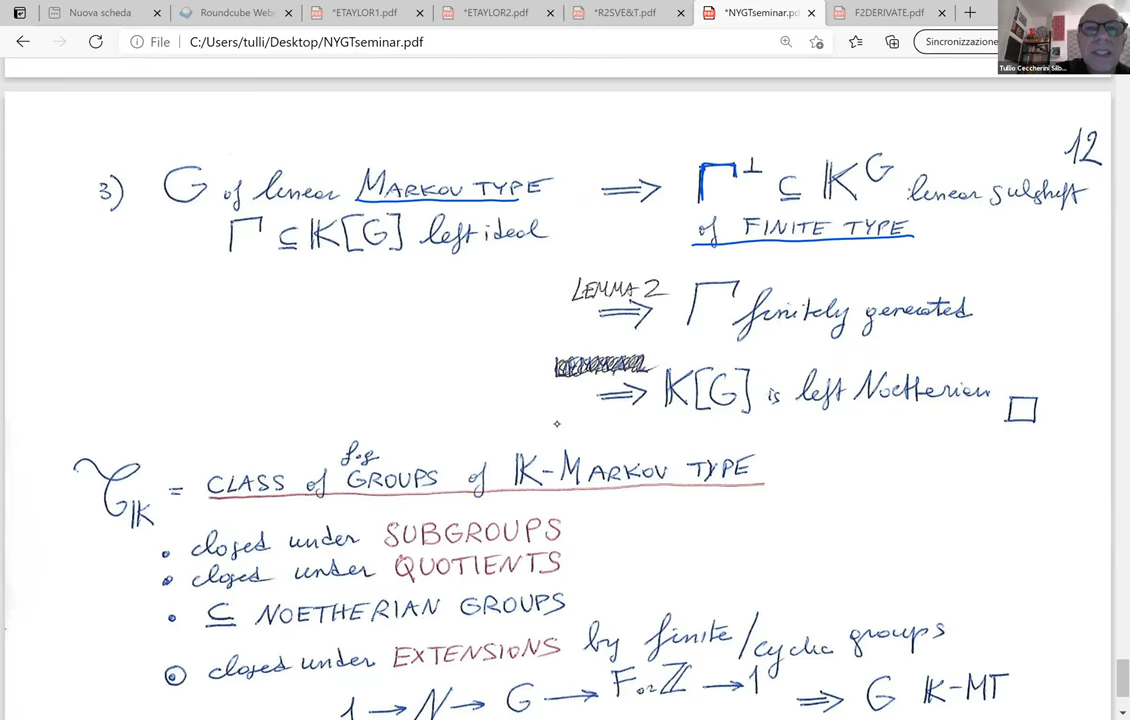 Nuova scheda
Roundcube Web
*ETAYLOR1.pdf
*ETAYLOR2.pdf
*R2SVE&T.pdf
*NYGTseminar.pd
F2DERIVATE.pdf
File
C:/Users/tulli/Desktop/NYGTseminar.pdf
Sincronizzazione
Tullio Ceccherini Silb...
12
3) G of linear MARKOV TYPE ⟹ Γ^⊥ ⊆ 𝕂^G linear subshift
Γ ⊆ 𝕂[G] left ideal of FINITE TYPE
LEMMA 2
⟹ Γ finitely generated
⟹ 𝕂[G] is left Noetherian □
f.g.
𝒞_𝕂 = CLASS of GROUPS of 𝕂-MARKOV TYPE
• closed under SUBGROUPS
• closed under QUOTIENTS
• ⊆ NOETHERIAN GROUPS
⊙ closed under EXTENSIONS by finite/cyclic groups
1 → N → G → F or ℤ → 1 ⟹ G 𝕂-MT